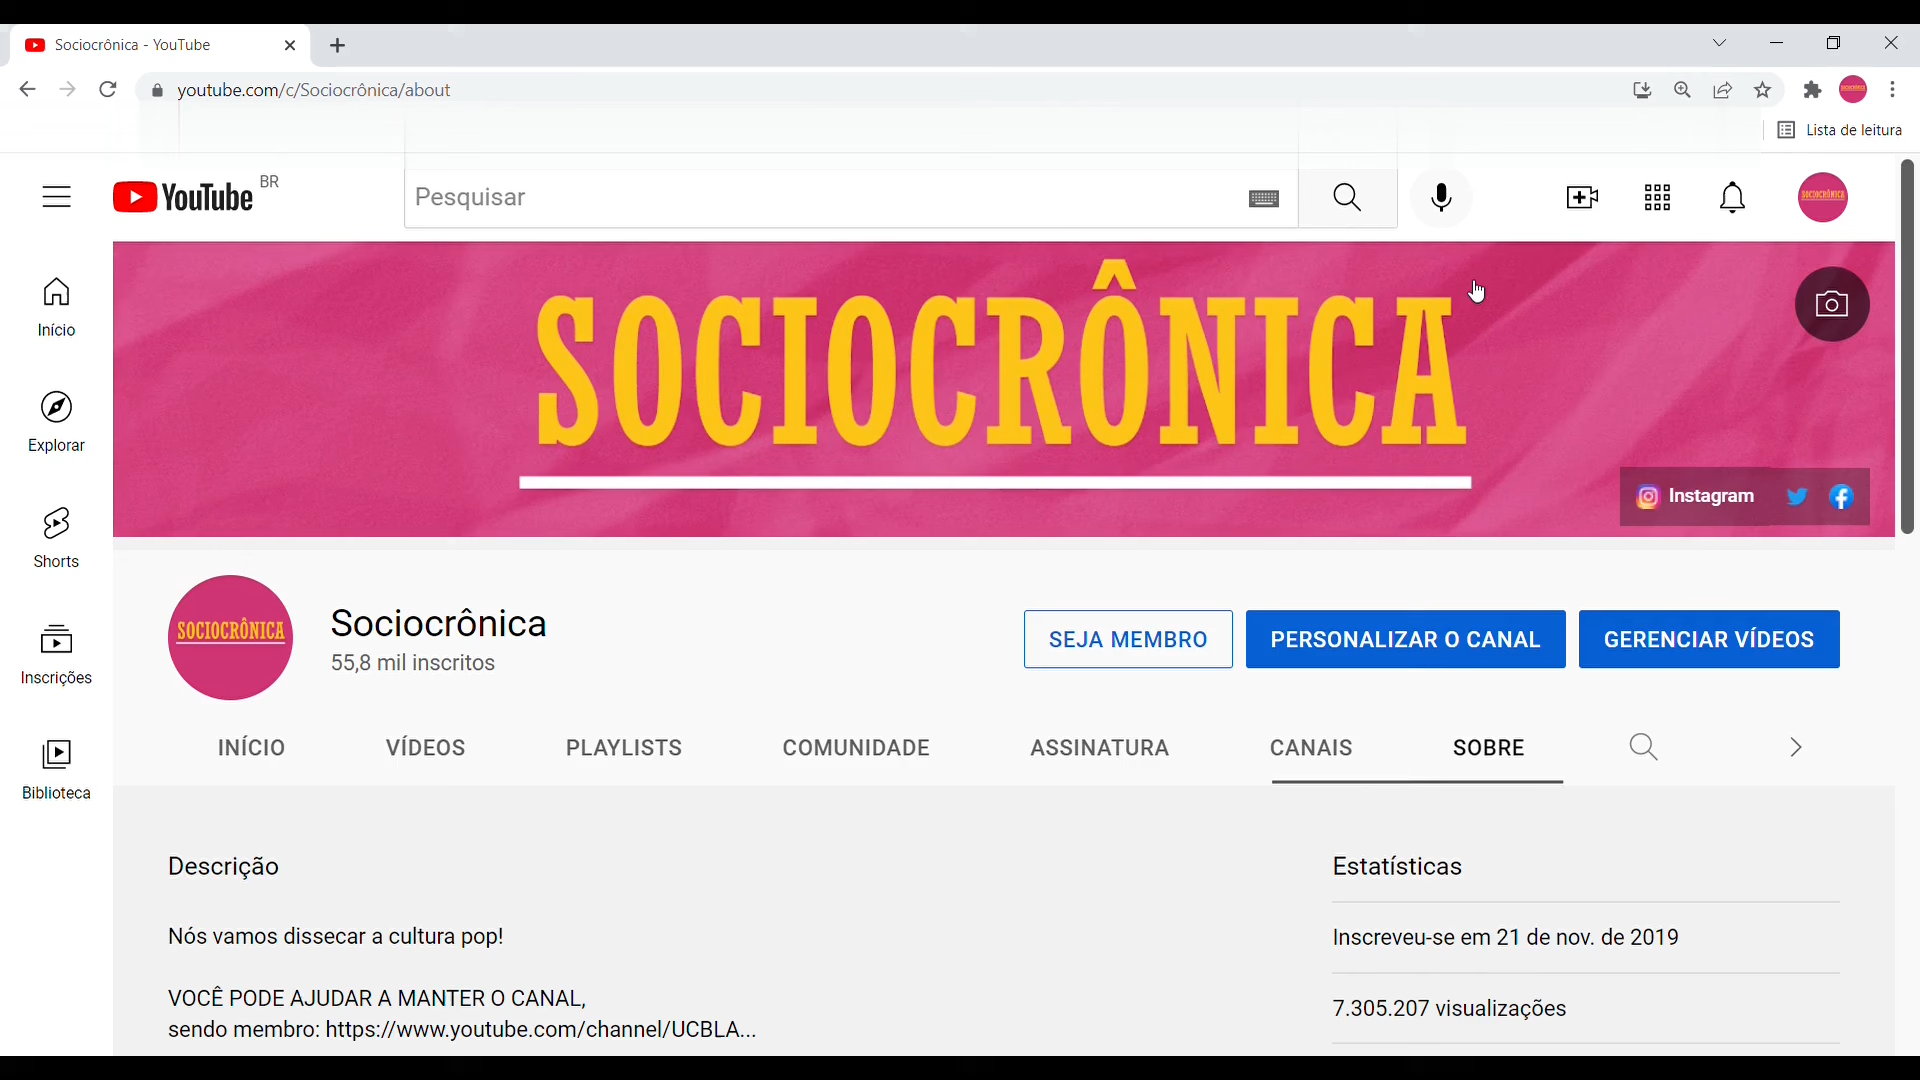 Sociocrônica - YouTube
youtube.com/c/Sociocrônica/about
Lista de leitura
YouTube BR
Pesquisar
SOCIOCRÔNICA
Início
Explorar
Shorts
Inscrições
Biblioteca
SOCIOCRÔNICA
Instagram
SOCIOCRÔNICA
Sociocrônica
55,8 mil inscritos
SEJA MEMBRO
PERSONALIZAR O CANAL
GERENCIAR VÍDEOS
INÍCIO
VÍDEOS
PLAYLISTS
COMUNIDADE
ASSINATURA
CANAIS
SOBRE
Descrição
Nós vamos dissecar a cultura pop!
VOCÊ PODE AJUDAR A MANTER O CANAL,
sendo membro: https://www.youtube.com/channel/UCBLA...
Estatísticas
Inscreveu-se em 21 de nov. de 2019
7.305.207 visualizações